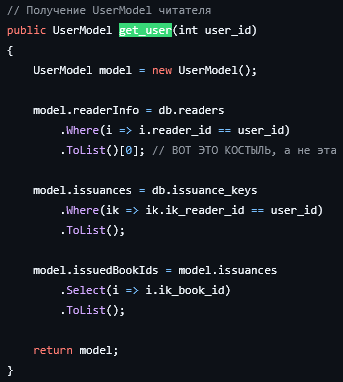 // Получение UserModel читателя
public UserModel get_user(int user_id)
{
    UserModel model = new UserModel();

    model.readerInfo = db.readers
        .Where(i => i.reader_id == user_id)
        .ToList()[0]; // ВОТ ЭТО КОСТЫЛЬ, а не эта

    model.issuances = db.issuance_keys
        .Where(ik => ik.ik_reader_id == user_id)
        .ToList();

    model.issuedBookIds = model.issuances
        .Select(i => i.ik_book_id)
        .ToList();

    return model;
}